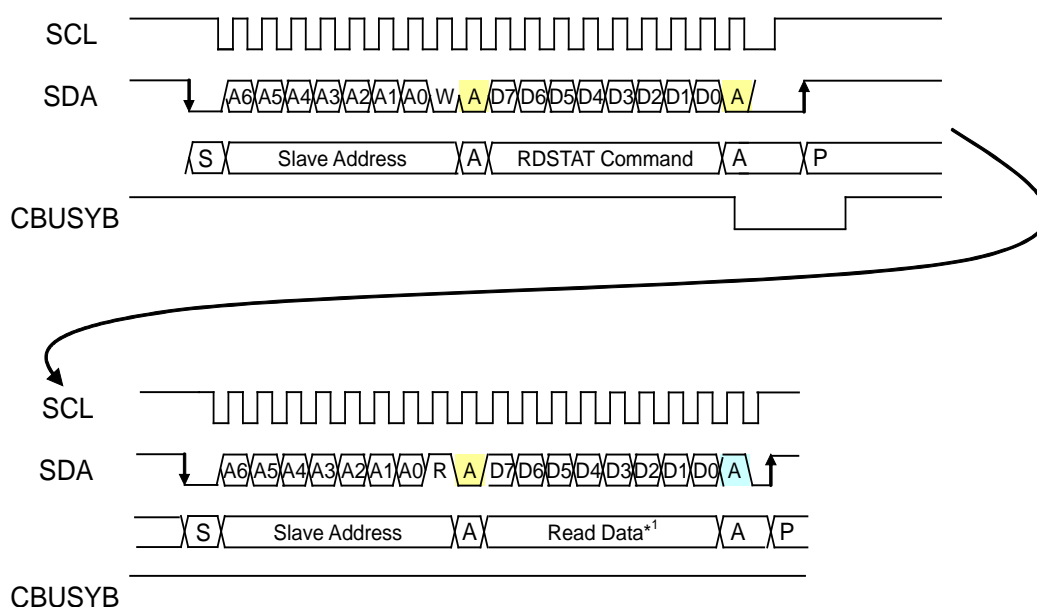 SCL
SDA A6 A5 A4 A3 A2 A1 A0 W A D7 D6 D5 D4 D3 D2 D1 D0 A
S Slave Address A RDSTAT Command A P
CBUSYB
SCL
SDA A6 A5 A4 A3 A2 A1 A0 R A D7 D6 D5 D4 D3 D2 D1 D0 A
S Slave Address A Read Data*1 A P
CBUSYB